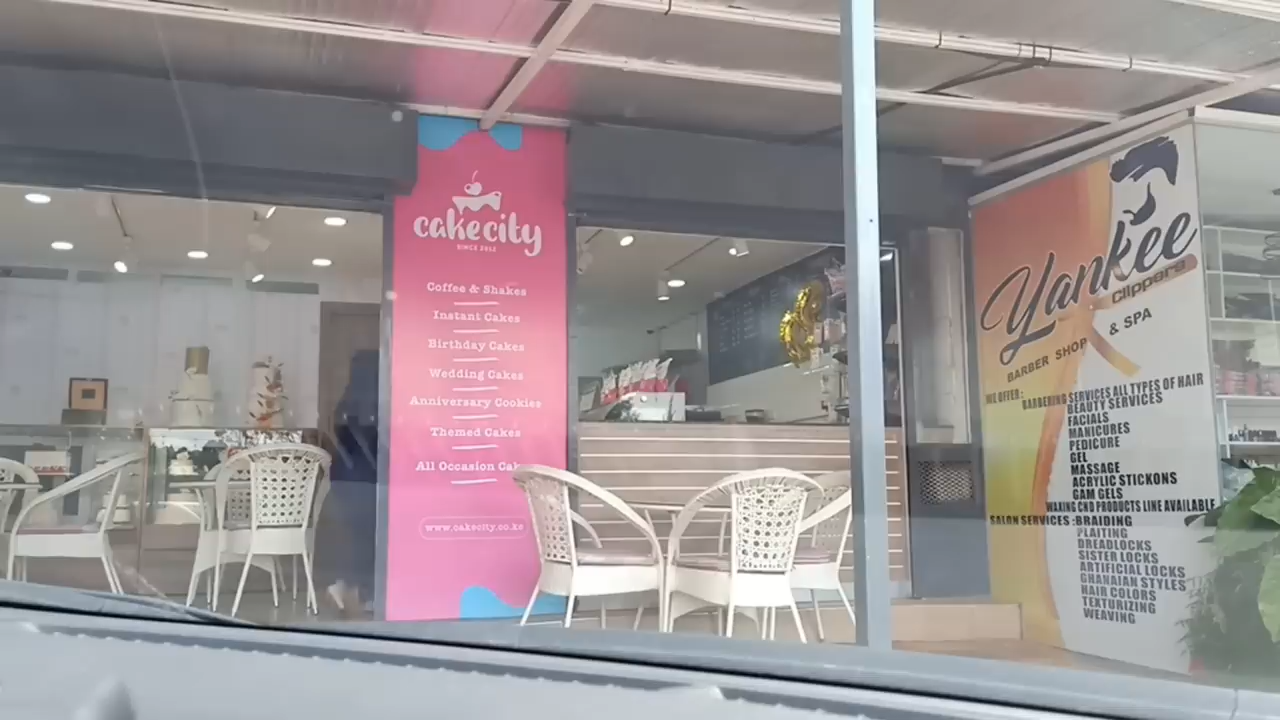 cakecity
SINCE 2012
Coffee & Shakes
Instant Cakes
Birthday Cakes
Wedding Cakes
Anniversary Cookies
Themed Cakes
All Occasion
www.cakecity.co.ke
Yankee
Clippers
BARBER SHOP & SPA
WE OFFER: BARBERING SERVICES ALL TYPES OF HAIR
BEAUTY SERVICES
FACIALS
MANICURES
PEDICURE
GEL
MASSAGE
ACRYLIC STICKONS
GAM GELS
WAXING CND PRODUCTS LINE AVAILABLE
SALON SERVICES :BRAIDING
PLAITING
DREADLOCKS
SISTER LOCKS
ARTIFICIAL LOCKS
GHANAIAN STYLES
HAIR COLORS
TEXTURIZING
WEAVING